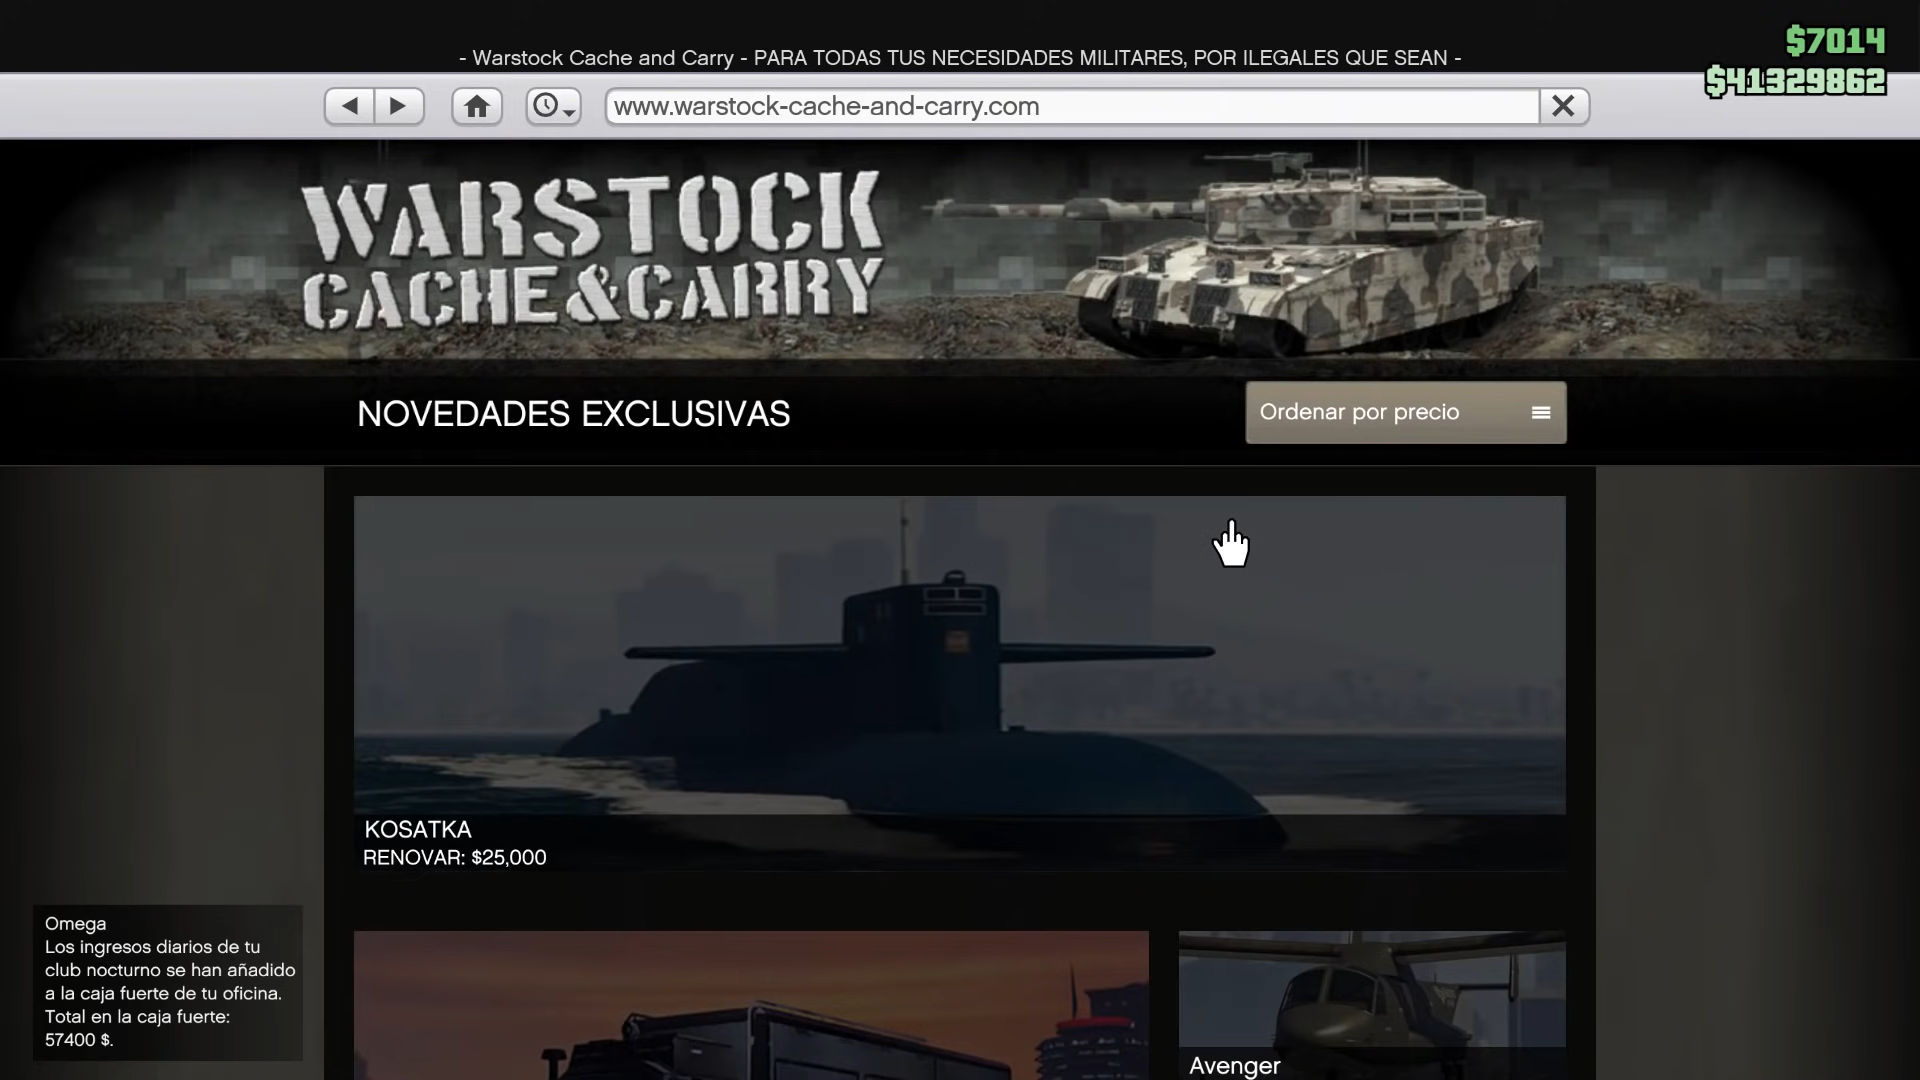 - Warstock Cache and Carry - PARA TODAS TUS NECESIDADES MILITARES, POR ILEGALES QUE SEAN -
$7014
$41329862
www.warstock-cache-and-carry.com
WARSTOCK
CACHE&CARRY
NOVEDADES EXCLUSIVAS
Ordenar por precio
KOSATKA
RENOVAR: $25,000
Omega
Los ingresos diarios de tu
club nocturno se han añadido
a la caja fuerte de tu oficina.
Total en la caja fuerte:
57400 $.
Avenger